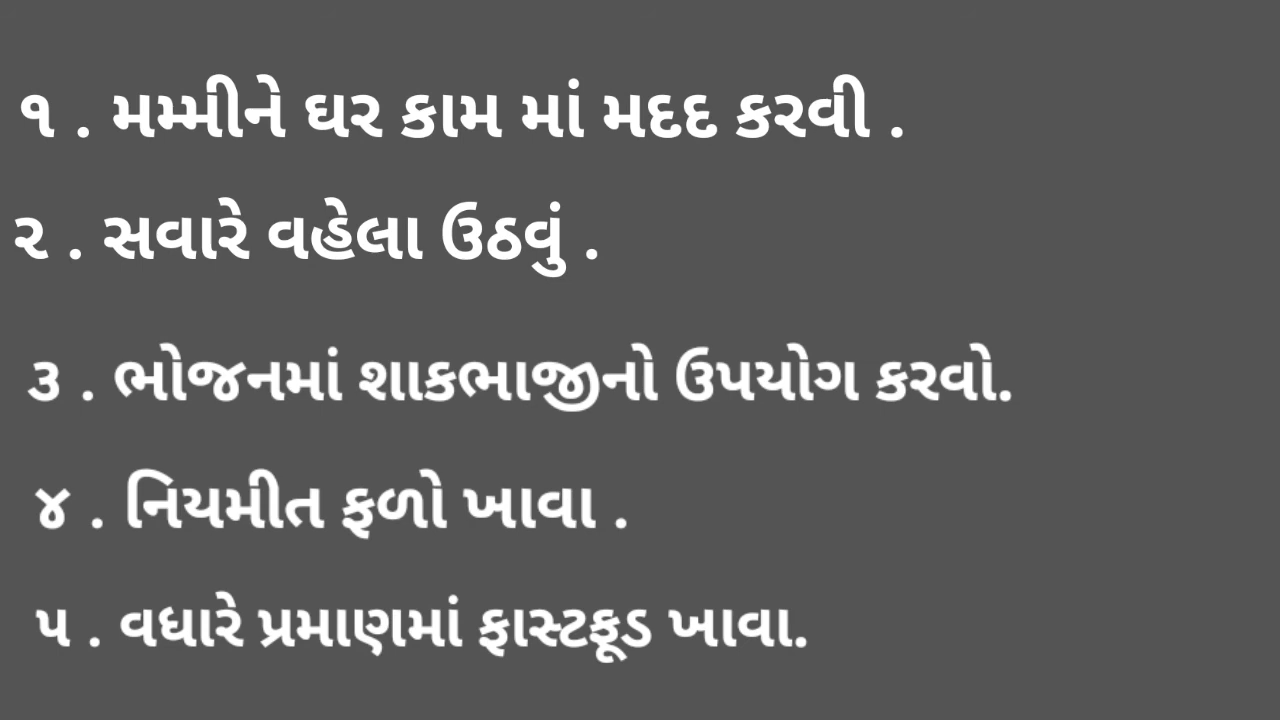 ૧ . મમ્મીને ઘર કામ માં મદદ કરવી .
૨ . સવારે વહેલા ઉઠવું .
૩ . ભોજનમાં શાકભાજીનો ઉપયોગ કરવો.
૪ . નિયમીત ફળો ખાવા .
૫ . વધારે પ્રમાણમાં ફાસ્ટફૂડ ખાવા.